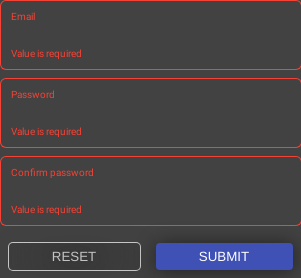 Email
Value is required
Password
Value is required
Confirm password
Value is required
RESET SUBMIT